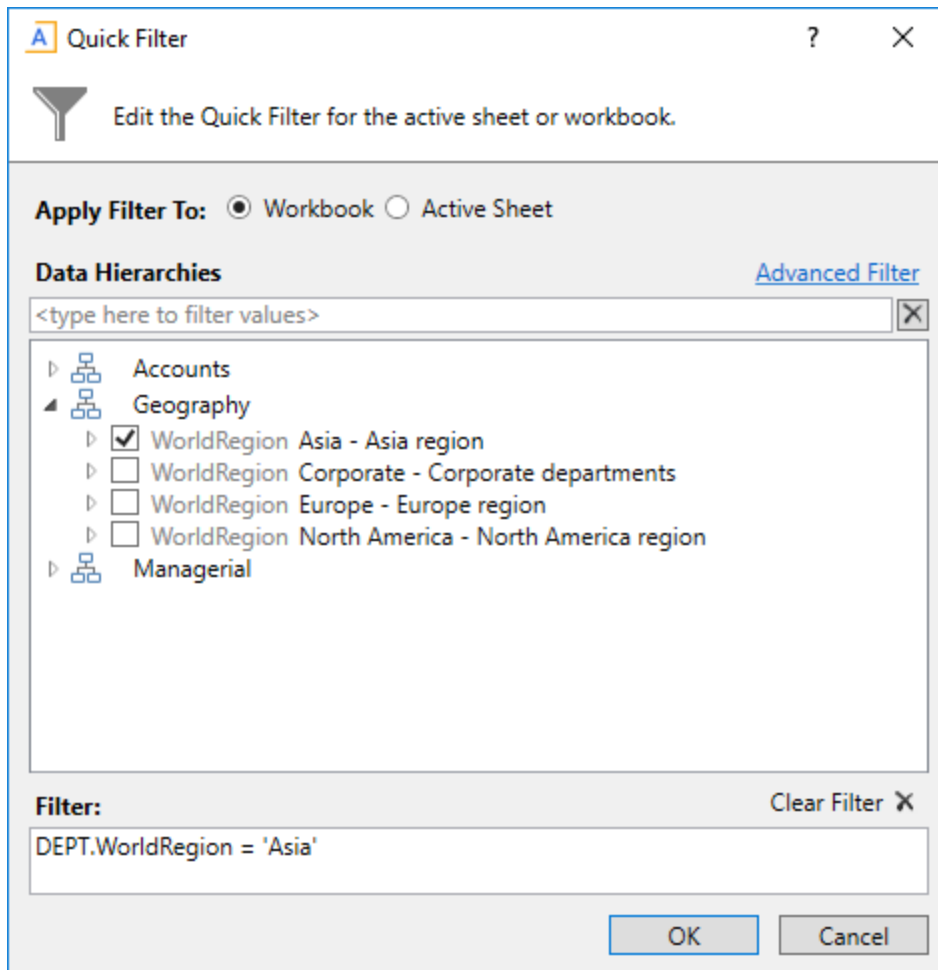 A Quick Filter ?
Edit the Quick Filter for the active sheet or workbook.
Apply Filter To: Workbook Active Sheet
Data Hierarchies Advanced Filter
<type here to filter values>
Accounts
Geography
WorldRegion Asia - Asia region
WorldRegion Corporate - Corporate departments
WorldRegion Europe - Europe region
WorldRegion North America - North America region
Managerial
Filter: Clear Filter
DEPT.WorldRegion = 'Asia'
OK Cancel